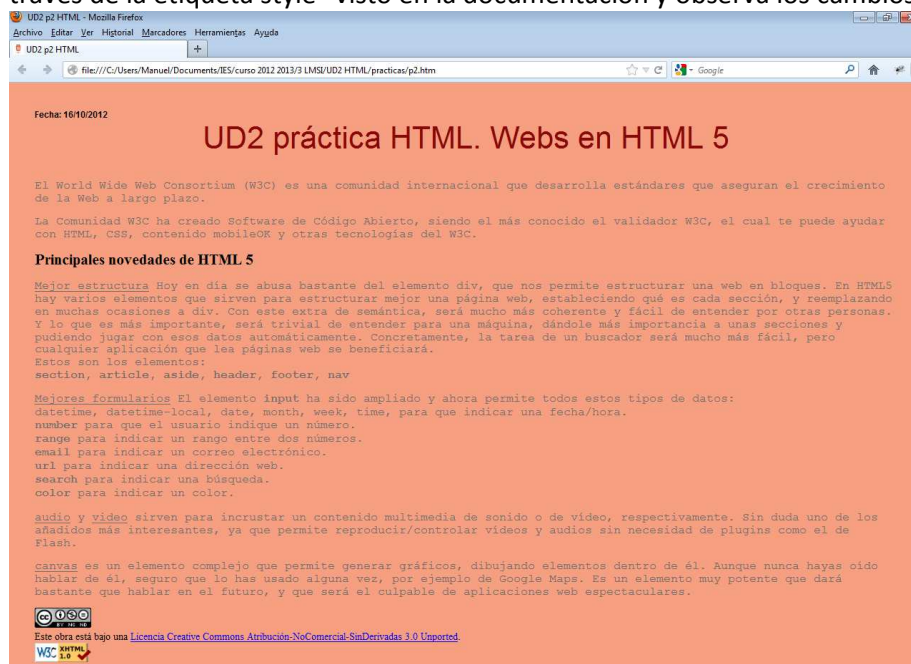 través de la etiqueta style visto en la documentación y observa los cambios
UD2 p2 HTML - Mozilla Firefox
Archivo Editar Ver Historial Marcadores Herramientas Ayuda
UD2 p2 HTML
file:///C:/Users/Manuel/Documents/IES/curso 2012 2013/3 LMSI/UD2 HTML/practicas/p2.htm
Google
Fecha: 16/10/2012
UD2 práctica HTML. Webs en HTML 5
El World Wide Web Consortium (W3C) es una comunidad internacional que desarrolla estándares que aseguran el crecimiento
de la Web a largo plazo.
La Comunidad W3C ha creado Software de Código Abierto, siendo el más conocido el validador W3C, el cual te puede ayudar
con HTML, CSS, contenido mobileOK y otras tecnologías del W3C.
Principales novedades de HTML 5
Mejor estructura Hoy en día se abusa bastante del elemento div, que nos permite estructurar una web en bloques. En HTML5
hay varios elementos que sirven para estructurar mejor una página web, estableciendo qué es cada sección, y reemplazando
en muchas ocasiones a div. Con este extra de semántica, será mucho más coherente y fácil de entender por otras personas.
Y lo que es más importante, será trivial de entender para una máquina, dándole más importancia a unas secciones y
pudiendo jugar con esos datos automáticamente. Concretamente, la tarea de un buscador será mucho más fácil, pero
cualquier aplicación que lea páginas web se beneficiará.
Estos son los elementos:
section, article, aside, header, footer, nav
Mejores formularios El elemento input ha sido ampliado y ahora permite todos estos tipos de datos:
datetime, datetime-local, date, month, week, time, para que indicar una fecha/hora.
number para que el usuario indique un número.
range para indicar un rango entre dos números.
email para indicar un correo electrónico.
url para indicar una dirección web.
search para indicar una búsqueda.
color para indicar un color.
audio y video sirven para incrustar un contenido multimedia de sonido o de vídeo, respectivamente. Sin duda uno de los
añadidos más interesantes, ya que permite reproducir/controlar vídeos y audios sin necesidad de plugins como el de
Flash.
canvas es un elemento complejo que permite generar gráficos, dibujando elementos dentro de él. Aunque nunca hayas oído
hablar de él, seguro que lo has usado alguna vez, por ejemplo de Google Maps. Es un elemento muy potente que dará
bastante que hablar en el futuro, y que será el culpable de aplicaciones web espectaculares.
cc BY NC ND
Este obra está bajo una Licencia Creative Commons Atribución-NoComercial-SinDerivadas 3.0 Unported.
W3C XHTML 1.0